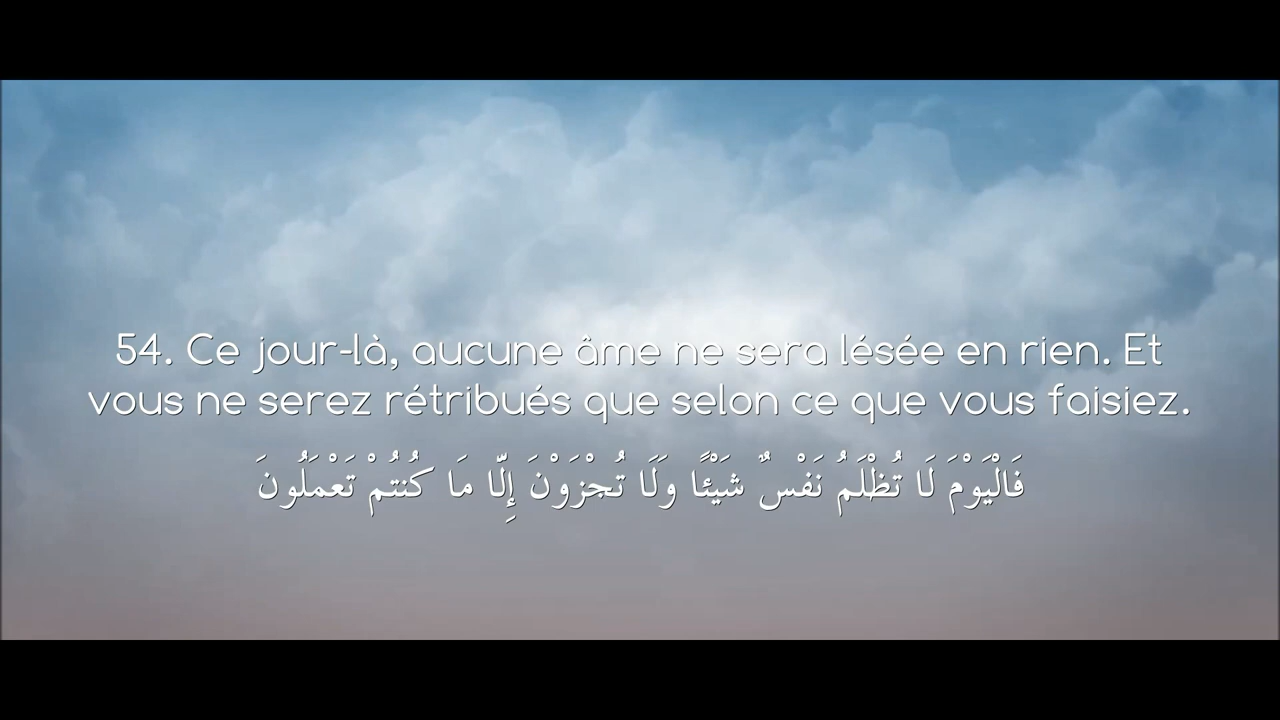 54. Ce jour-là, aucune âme ne sera lésée en rien. Et
vous ne serez rétribués que selon ce que vous faisiez.
فَالْيَوْمَ لَا تُظْلَمُ نَفْسٌ شَيْئًا وَلَا تُجْزَوْنَ إِلَّا مَا كُنتُمْ تَعْمَلُونَ